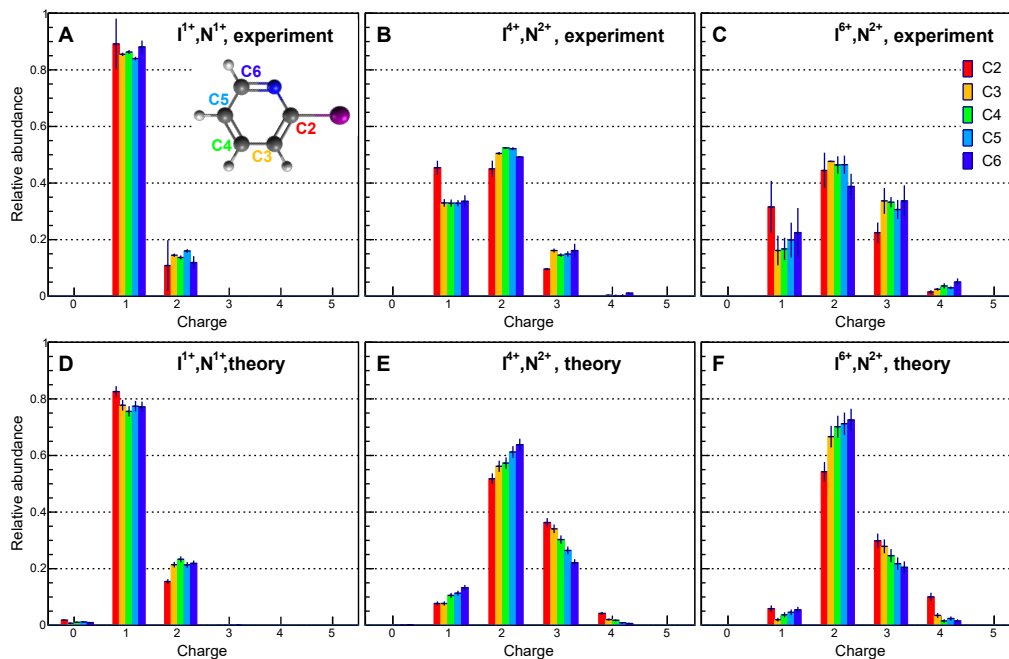 A I¹⁺,N¹⁺, experiment
B I⁴⁺,N²⁺, experiment
C I⁶⁺,N²⁺, experiment
Relative abundance
1
0.8
0.6
0.4
0.2
0
C6
C5
C2
C4
C3
C2
C3
C4
C5
C6
0 1 2 3 4 5
0 1 2 3 4 5
0 1 2 3 4 5
Charge
Charge
Charge
D I¹⁺,N¹⁺,theory
E I⁴⁺,N²⁺, theory
F I⁶⁺,N²⁺, theory
Relative abundance
1
0.8
0.6
0.4
0.2
0
0 1 2 3 4 5
0 1 2 3 4 5
0 1 2 3 4 5
Charge
Charge
Charge